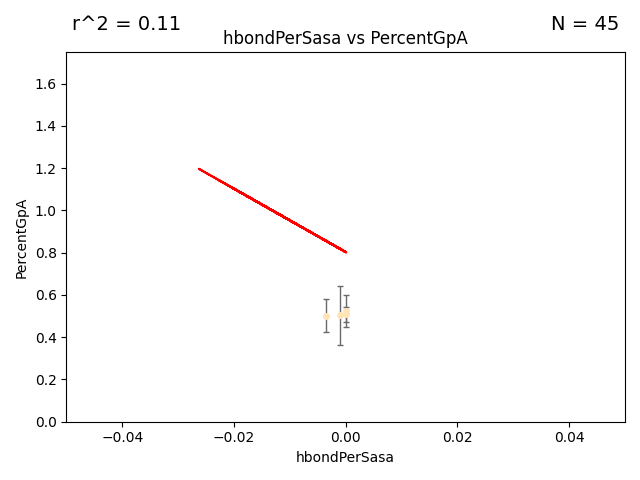 r^2 = 0.11
N = 45
hbondPerSasa vs PercentGpA
PercentGpA
1.6
1.4
1.2
1.0
0.8
0.6
0.4
0.2
0.0
−0.04
−0.02
0.00
0.02
0.04
hbondPerSasa